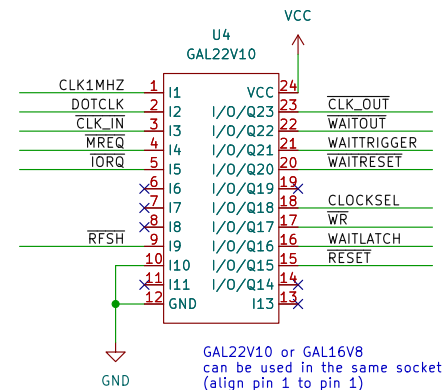 VCC
U4
GAL22V10
CLK1MHZ 1 I1 VCC 24
DOTCLK 2 I2 I/O/Q23 23 CLK_OUT
CLK_IN 3 I3 I/O/Q22 22 WAITOUT
MREQ 4 I4 I/O/Q21 21 WAITTRIGGER
IORQ 5 I5 I/O/Q20 20 WAITRESET
6 I6 I/O/Q19 19
7 I7 I/O/Q18 18 CLOCKSEL
8 I8 I/O/Q17 17 WR
RFSH 9 I9 I/O/Q16 16 WAITLATCH
10 I10 I/O/Q15 15 RESET
11 I11 I/O/Q14 14
12 GND I13 13
GAL22V10 or GAL16V8
can be used in the same socket
(align pin 1 to pin 1)
GND